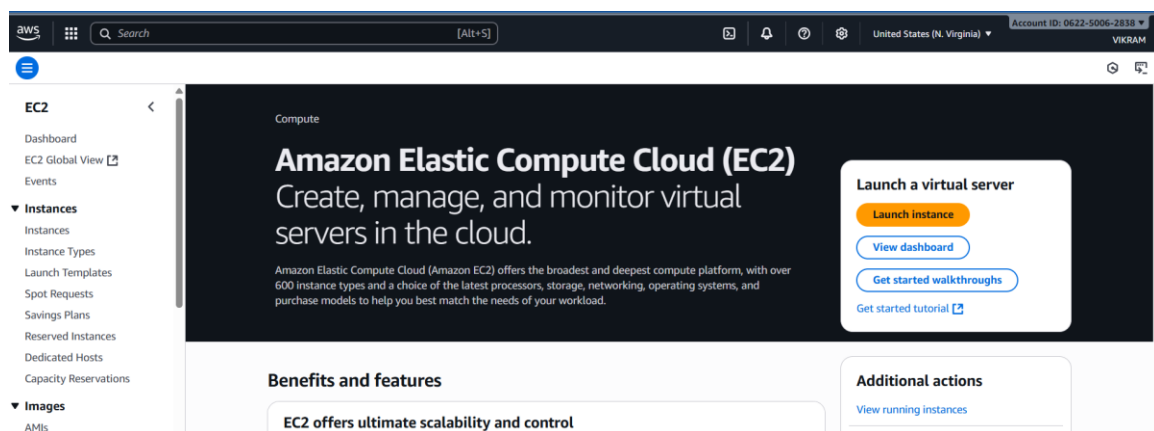 aws
Search
[Alt+S]
United States (N. Virginia) ▼
Account ID: 0622-5006-2838 ▼
VIKRAM
EC2
Dashboard
EC2 Global View
Events
▼ Instances
Instances
Instance Types
Launch Templates
Spot Requests
Savings Plans
Reserved Instances
Dedicated Hosts
Capacity Reservations
▼ Images
AMIs
Compute
Amazon Elastic Compute Cloud (EC2)
Create, manage, and monitor virtual
servers in the cloud.
Amazon Elastic Compute Cloud (Amazon EC2) offers the broadest and deepest compute platform, with over
600 instance types and a choice of the latest processors, storage, networking, operating systems, and
purchase models to help you best match the needs of your workload.
Launch a virtual server
Launch instance
View dashboard
Get started walkthroughs
Get started tutorial
Benefits and features
EC2 offers ultimate scalability and control
Additional actions
View running instances